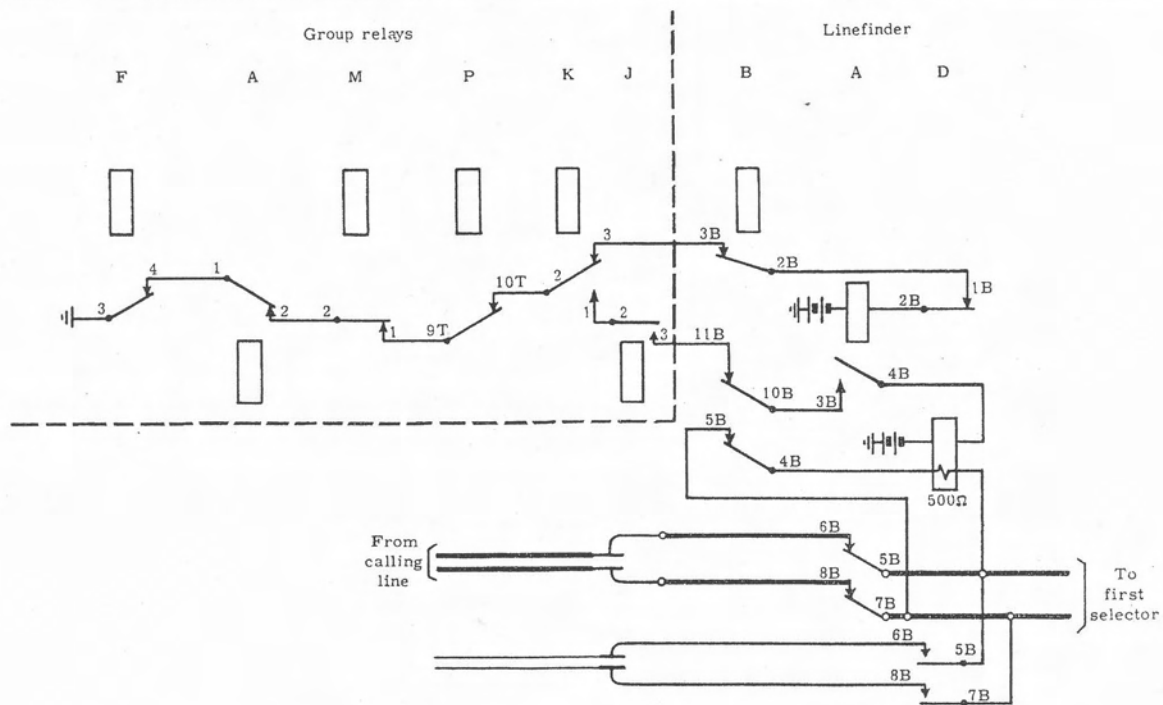 Group relays
Linefinder
F A M P K J B A D
3 3B
2B
4 1 10T 2 1B
3 2 2 1 2 3 2B
1 9T 11B
4B
10B 3B
5B
4B
500Ω
From
calling
line
6B
5B
8B
7B
To
first
selector
6B
5B
8B
7B